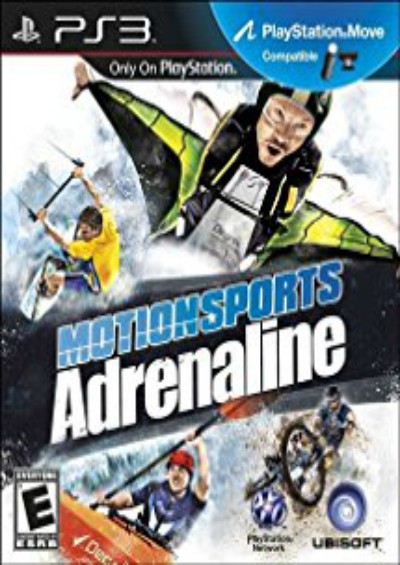 PS3
PlayStation®Move
Compatible
Only On PlayStation®
MOTIONSPORTS
Adrenaline
EVERYONE
E
ESRB
PlayStation
Network
UBISOFT